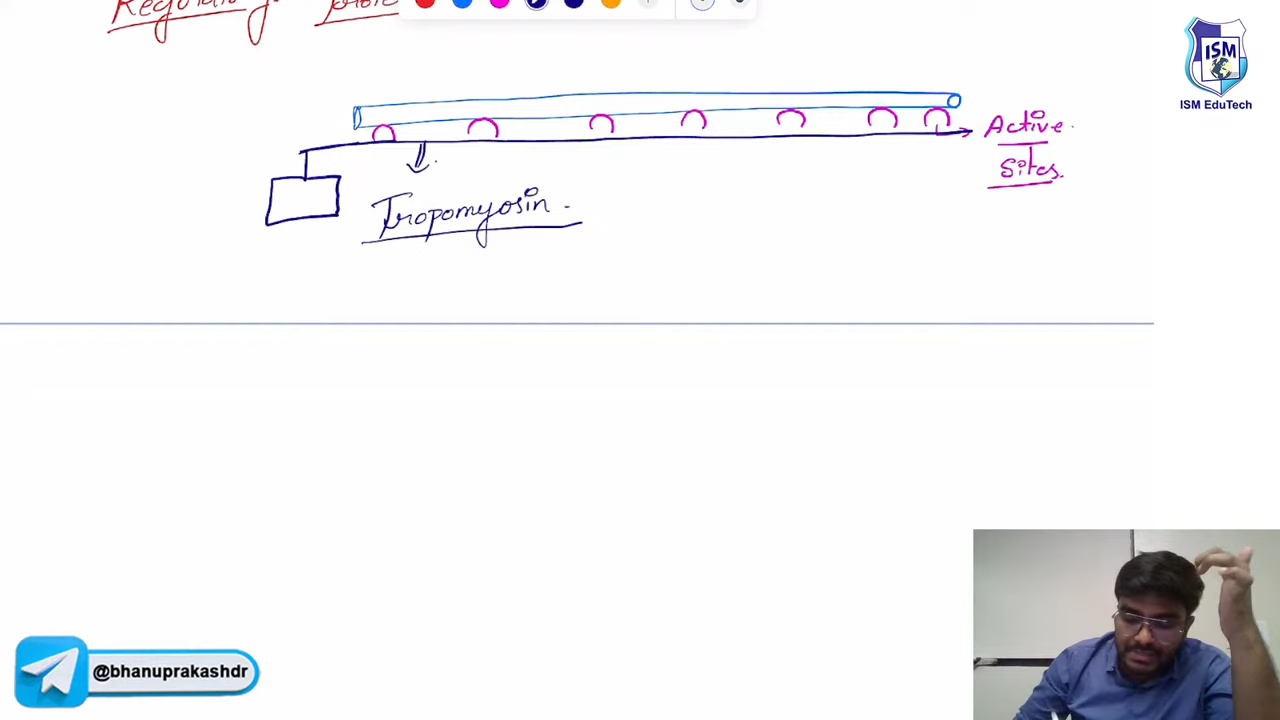 ISM
ISM EduTech
Active
Sites.
Tropomyosin.
@bhanuprakashdr